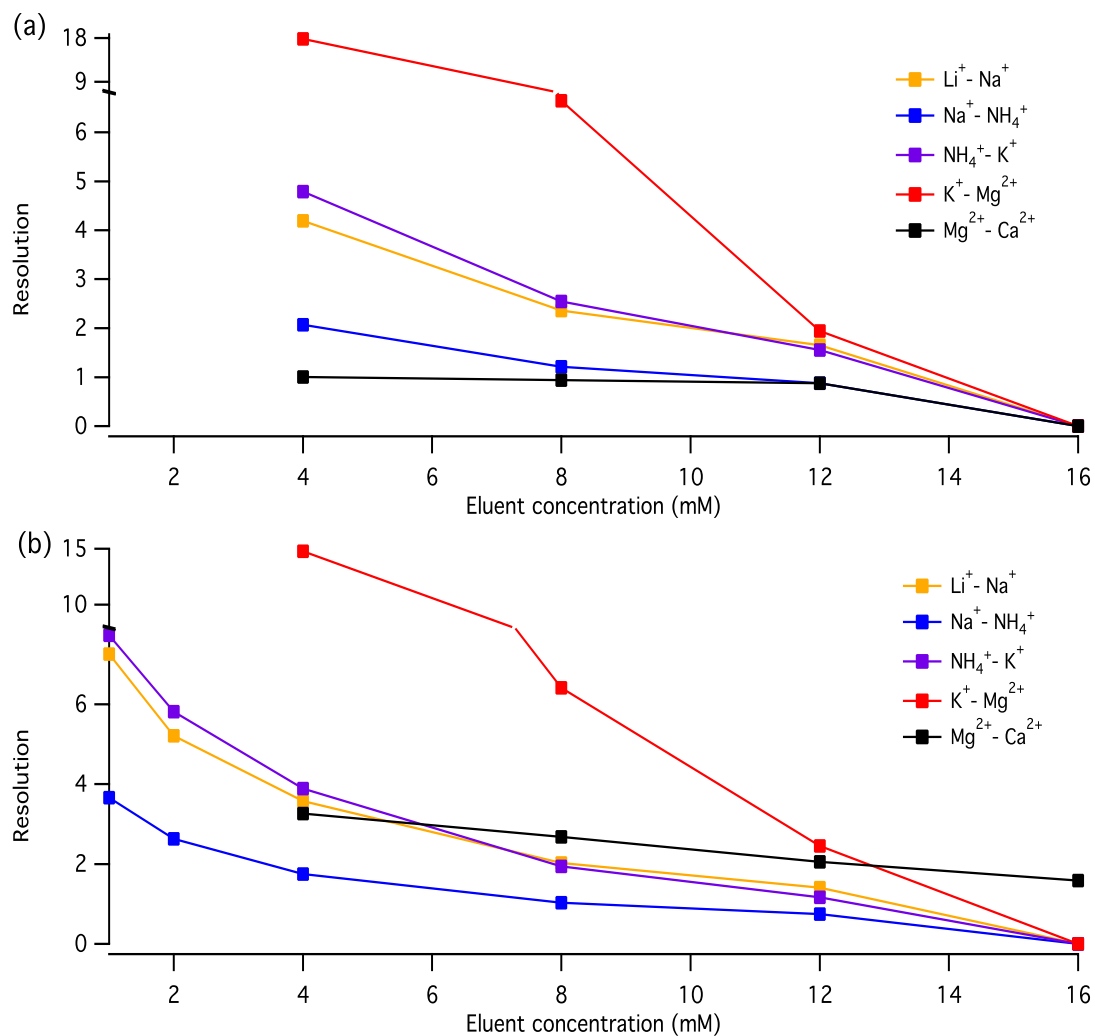 (a)
18
9
6
5
4
3
2
1
0
Resolution
Li⁺- Na⁺
Na⁺- NH₄⁺
NH₄⁺- K⁺
K⁺- Mg²⁺
Mg²⁺- Ca²⁺
2 4 6 8 10 12 14 16
Eluent concentration (mM)
(b)
15
10
6
4
2
0
Resolution
Li⁺- Na⁺
Na⁺- NH₄⁺
NH₄⁺- K⁺
K⁺- Mg²⁺
Mg²⁺- Ca²⁺
2 4 6 8 10 12 14 16
Eluent concentration (mM)